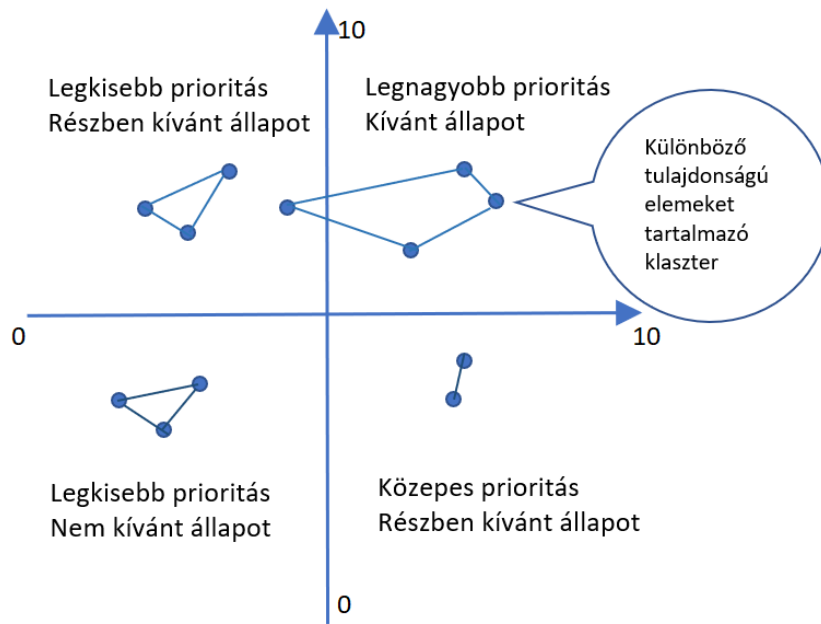 10
Legkisebb prioritás
Részben kívánt állapot
Legnagyobb prioritás
Kívánt állapot
Különböző
tulajdonságú
elemeket
tartalmazó
klaszter
0
10
Legkisebb prioritás
Nem kívánt állapot
Közepes prioritás
Részben kívánt állapot
0